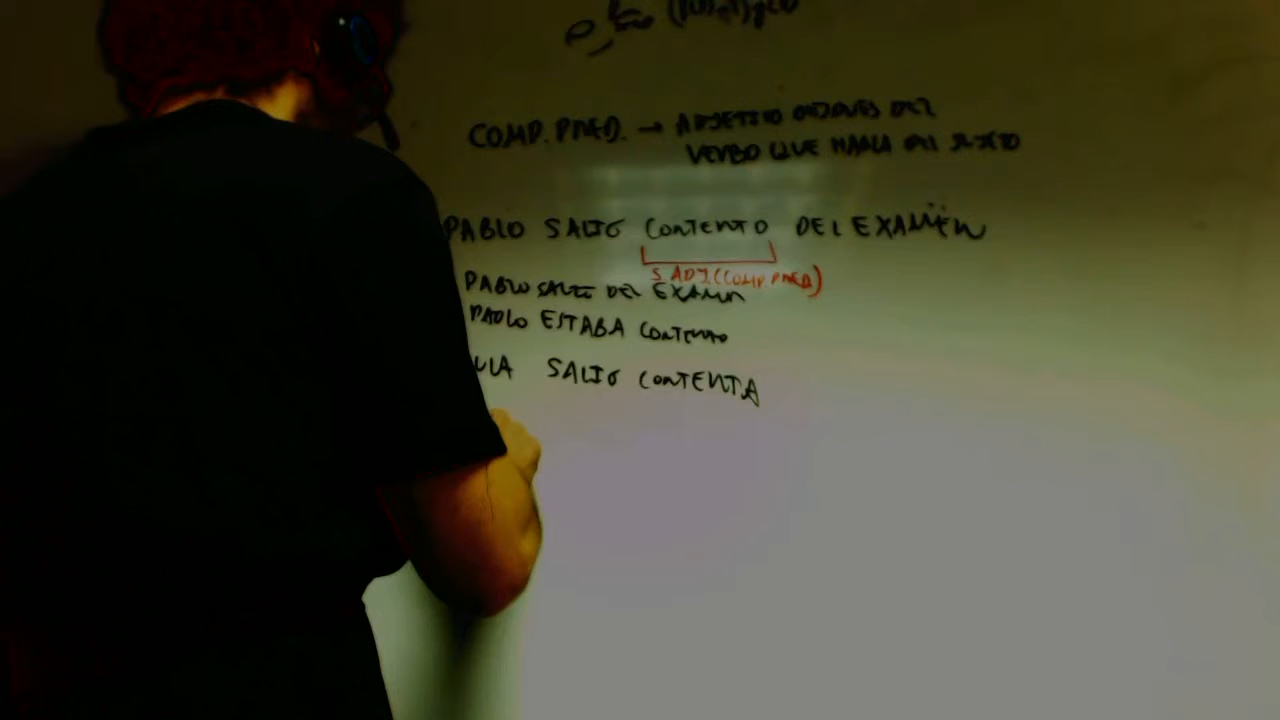 COMP. PRED. → ADJETIVO DESPUÉS DEL
VERBO QUE HABLA DEL SUJETO
PABLO SALIÓ CONTENTO DEL EXAMEN
S. ADJ. (COMP. PRED)
PABLO SALIÓ DEL EXAMEN
PABLO ESTABA CONTENTO
SALIÓ CONTENTA